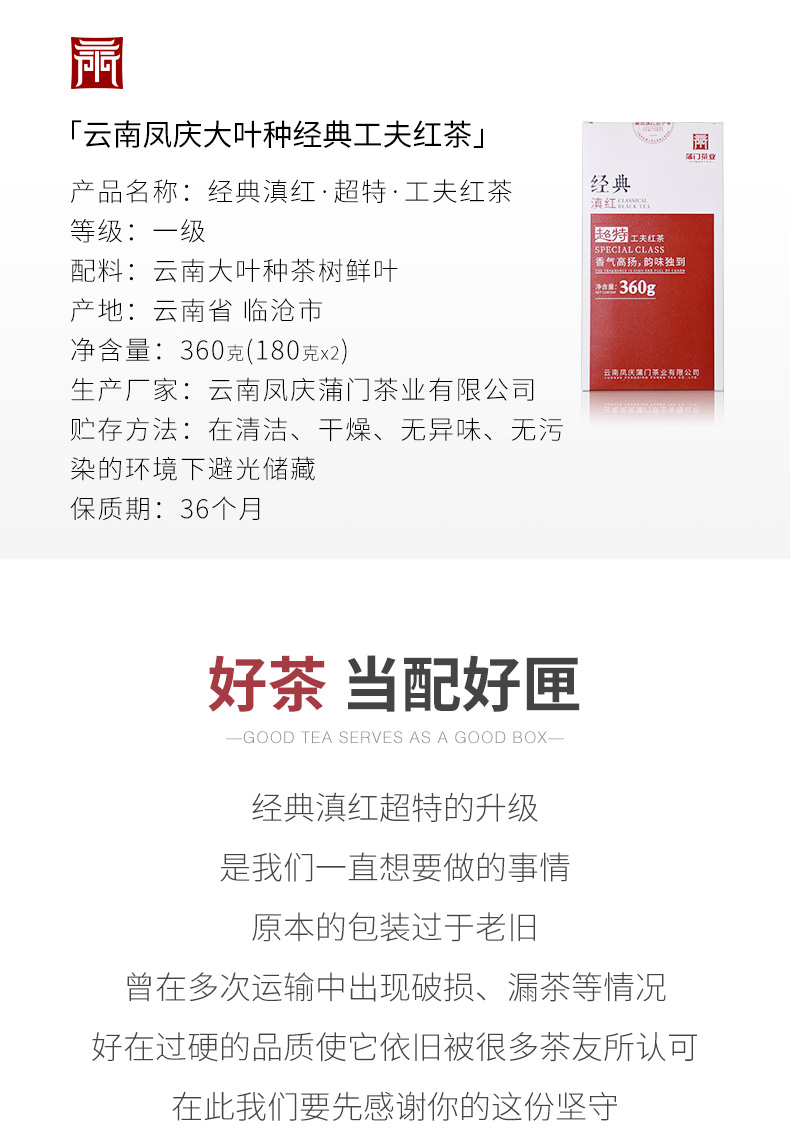 「云南凤庆大叶种经典工夫红茶」
产品名称：经典滇红·超特·工夫红茶
等级：一级
配料：云南大叶种茶树鲜叶
产地：云南省 临沧市
净含量：360克(180克x2)
生产厂家：云南凤庆蒲门茶业有限公司
贮存方法：在清洁、干燥、无异味、无污
染的环境下避光储藏
保质期：36个月
蒲门茶业
经典
滇红 CLASSICAL
BLACK TEA
超特 工夫红茶
SPECIAL CLASS
香气高扬，韵味独到
净含量：360g
云南凤庆蒲门茶业有限公司
好茶 当配好匣
—GOOD TEA SERVES AS A GOOD BOX—
经典滇红超特的升级
是我们一直想要做的事情
原本的包装过于老旧
曾在多次运输中出现破损、漏茶等情况
好在过硬的品质使它依旧被很多茶友所认可
在此我们要先感谢你的这份坚守